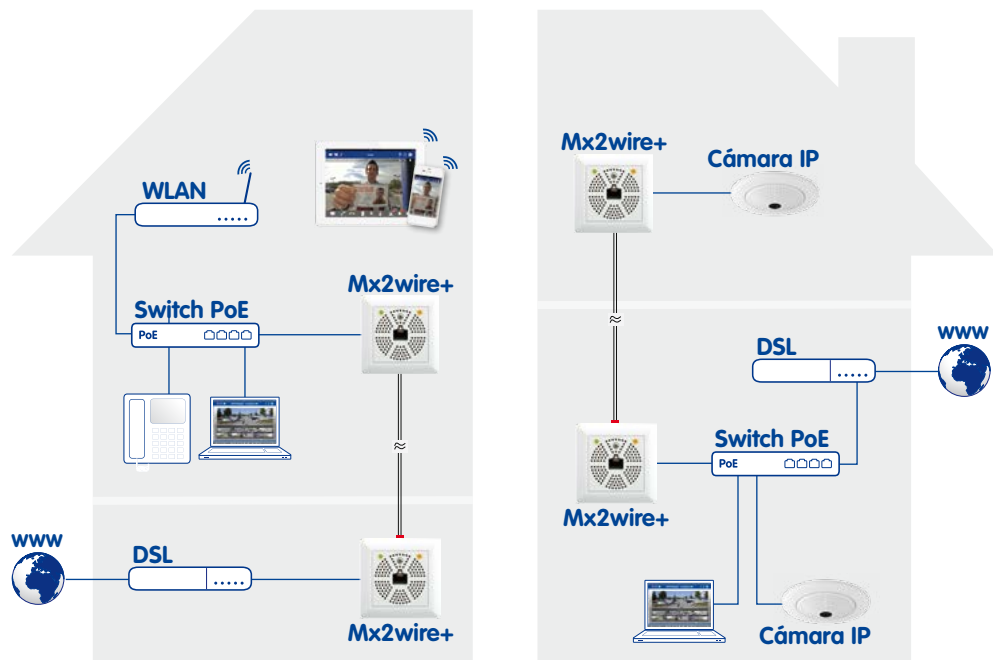 WLAN
Mx2wire+
Switch PoE
PoE
WWW
DSL
Mx2wire+
Mx2wire+
Cámara IP
DSL
WWW
Switch PoE
PoE
Mx2wire+
Cámara IP